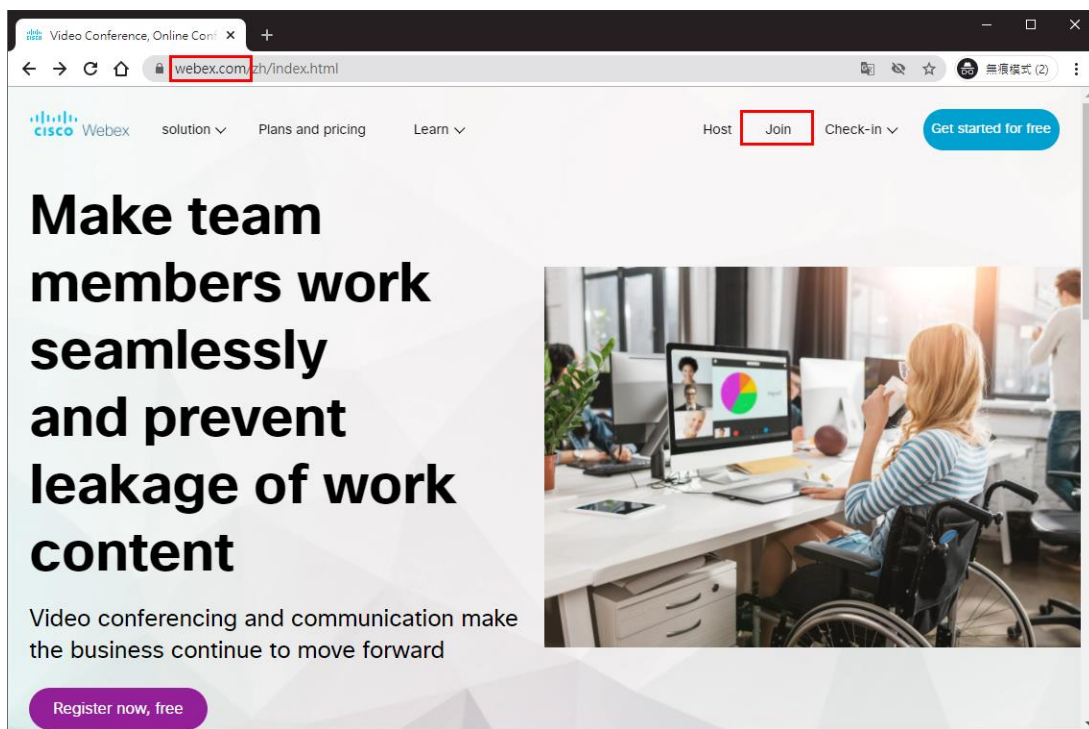 Video Conference, Online Conf
webex.com/zh/index.html
無痕模式 (2)
cisco Webex
solution
Plans and pricing
Learn
Host
Join
Check-in
Get started for free
Make team
members work
seamlessly
and prevent
leakage of work
content
Video conferencing and communication make
the business continue to move forward
Register now, free